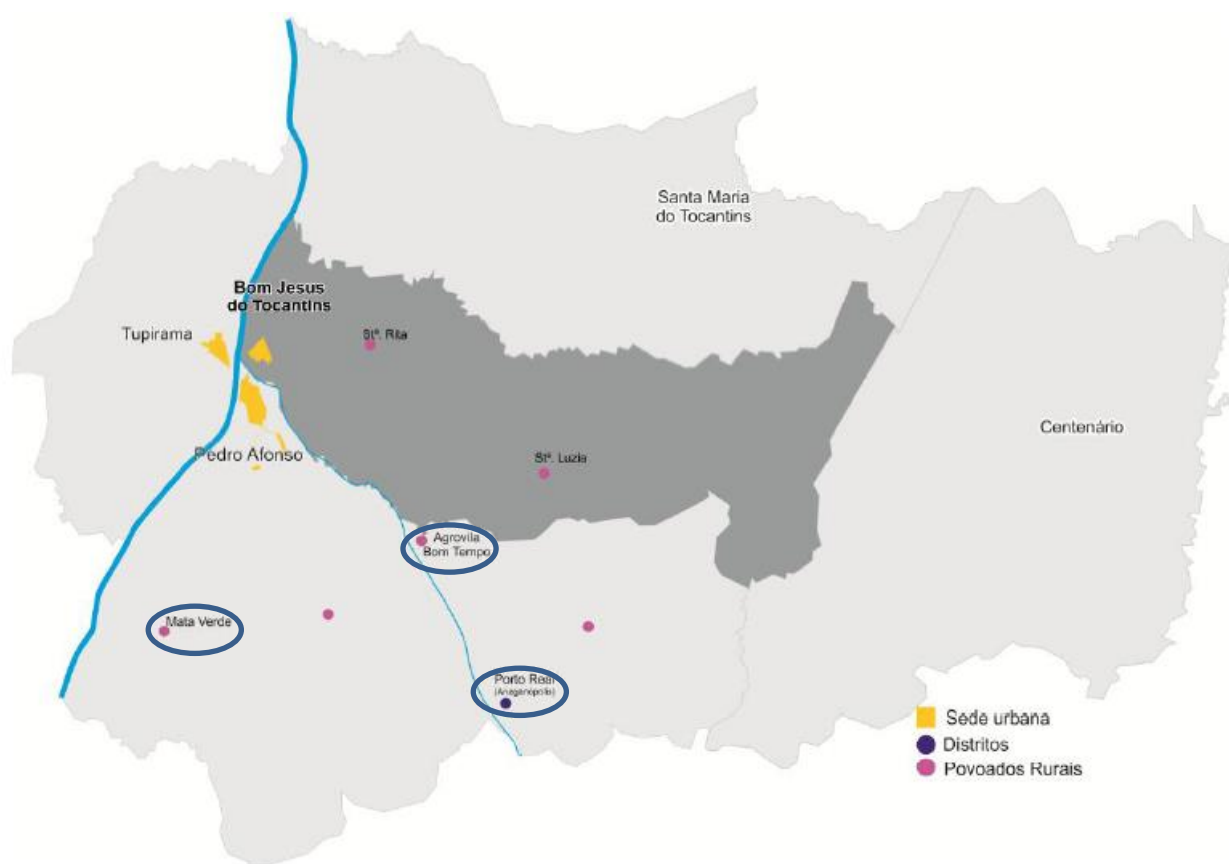 Santa Maria
do Tocantins
Bom Jesus
do Tocantins
Tupirama
Stª. Rita
Centenário
Pedro Afonso
Stª. Luzia
Agrovila
Bom Tempo
Mata Verde
Porto Real
Sede urbana
Distritos
Povoados Rurais